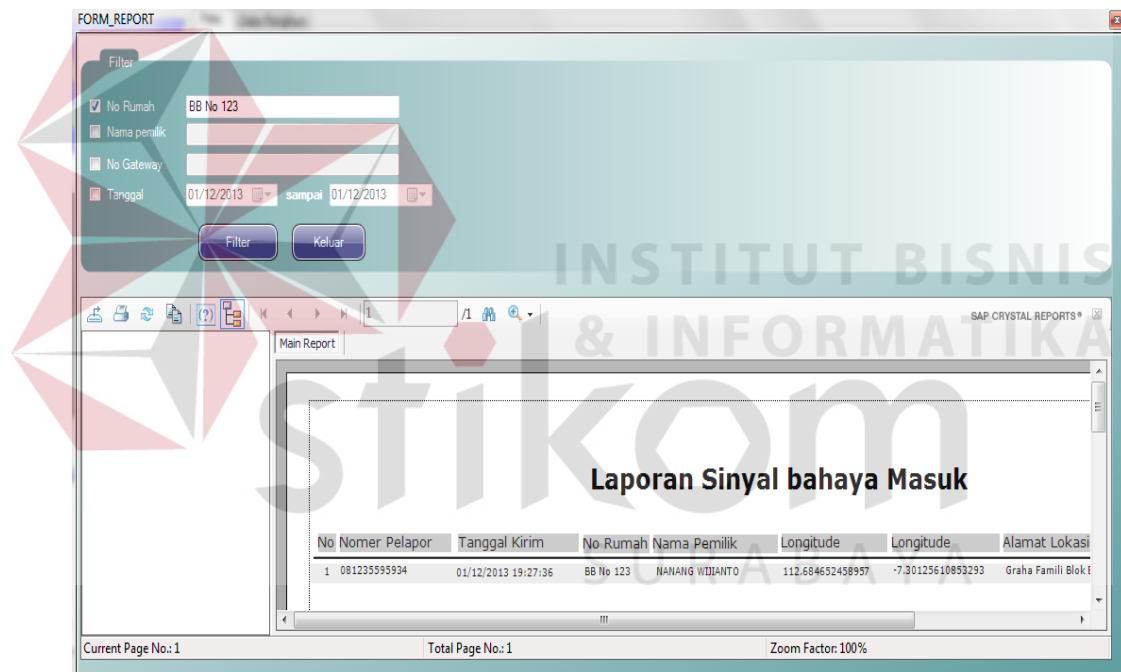 FORM_REPORT
Filter
No Rumah BB No 123
Nama pemilik
No Gateway
Tanggal 01/12/2013 sampai 01/12/2013
Filter Keluar
INSTITUT BISNIS
& INFORMATIKA
stikom
SURABAYA
1 /1 SAP CRYSTAL REPORTS®
Main Report
Laporan Sinyal bahaya Masuk
No Nomer Pelapor Tanggal Kirim No Rumah Nama Pemilik Longitude Longitude Alamat Lokasi
1 081235595934 01/12/2013 19:27:36 BB No 123 NANANG WIJIANTO 112.684652458957 -7.30125610853293 Graha Famili Blok
Current Page No.: 1 Total Page No.: 1 Zoom Factor: 100%